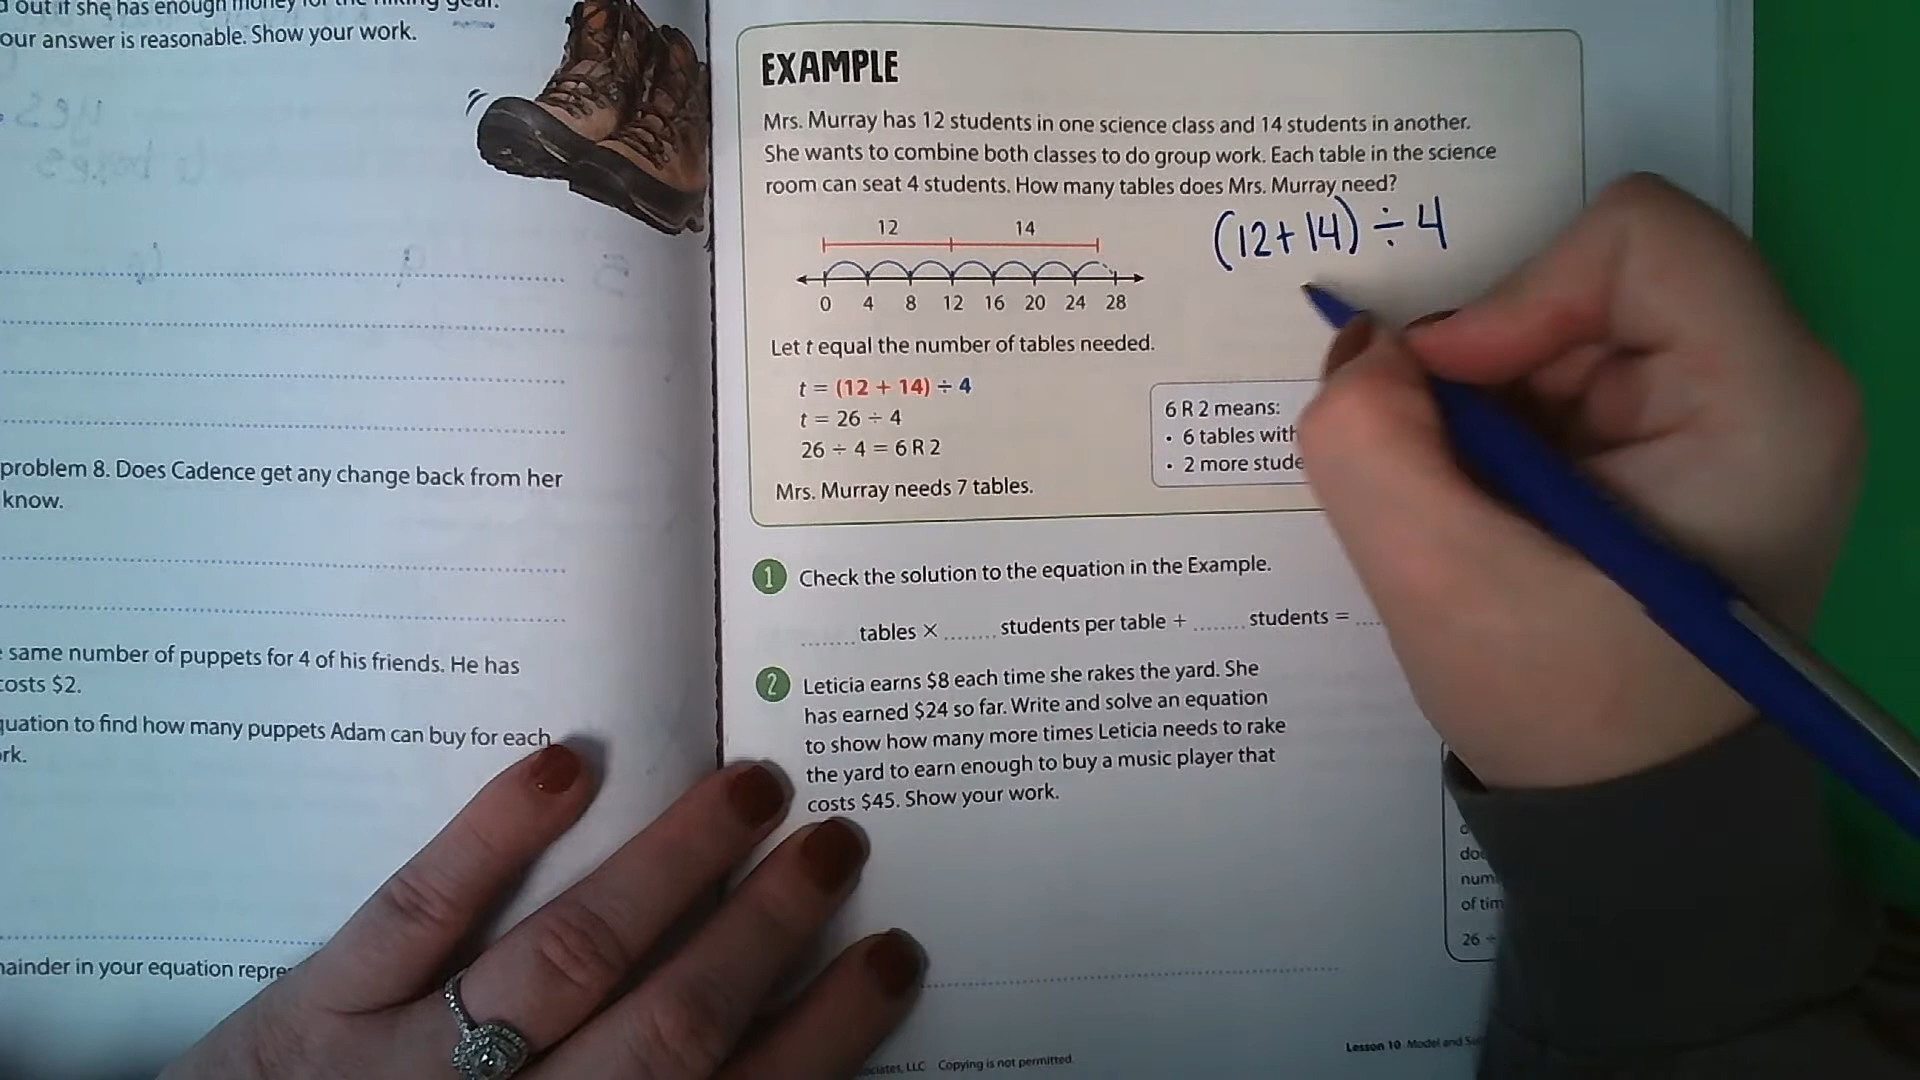 out if she has enough money for the hiking gear.
our answer is reasonable. Show your work.
problem 8. Does Cadence get any change back from her
know.
same number of puppets for 4 of his friends. He has
costs $2.
to find how many puppets Adam can buy for each
in your equation
EXAMPLE
Mrs. Murray has 12 students in one science class and 14 students in another.
She wants to combine both classes to do group work. Each table in the science
room can seat 4 students. How many tables does Mrs. Murray need?
(12+14) ÷ 4
12 14
0 4 8 12 16 20 24 28
Let t equal the number of tables needed.
t = (12 + 14) ÷ 4
t = 26 ÷ 4
26 ÷ 4 = 6 R 2
Mrs. Murray needs 7 tables.
6 R 2 means:
• 6 tables with
• 2 more
1 Check the solution to the equation in the Example.
........ tables × ........ students per table + ........ students = ....
2 Leticia earns $8 each time she rakes the yard. She
has earned $24 so far. Write and solve an equation
to show how many more times Leticia needs to rake
the yard to earn enough to buy a music player that
costs $45. Show your work.
of
26 ÷
LLC Copying is not permitted.
Lesson 10 Model and